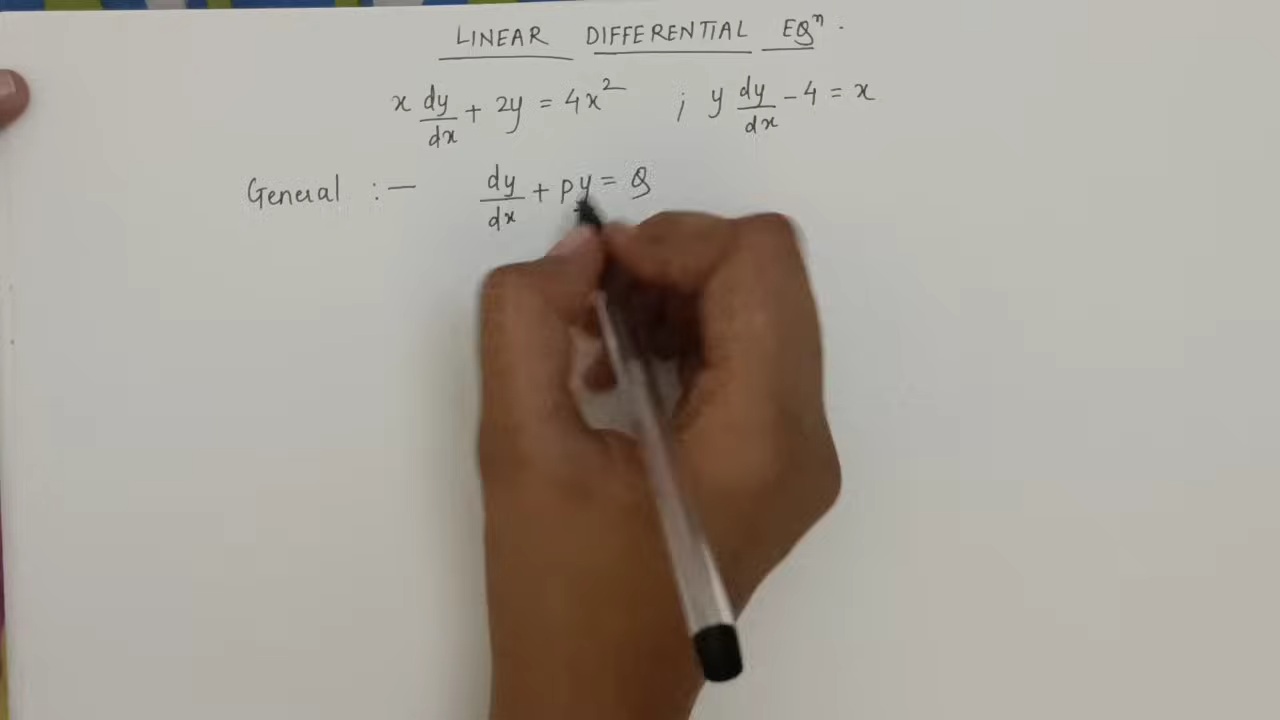 LINEAR DIFFERENTIAL EQⁿ.
x dy/dx + 2y = 4x² ; y dy/dx - 4 = x
General :— dy/dx + py = Q